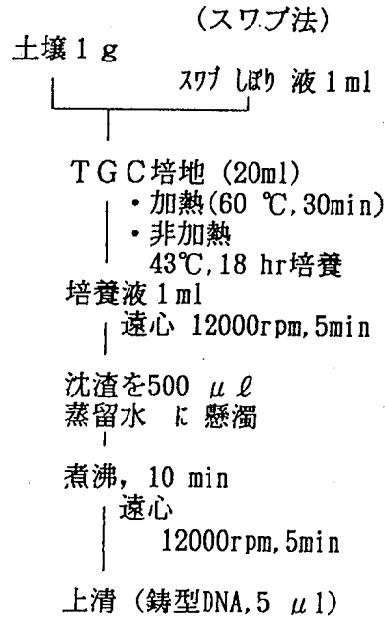 (スワブ法)
土壌1g
スワブ しぼり 液1ml
TGC培地 (20ml)
・加熱(60 ℃,30min)
・非加熱
43℃,18 hr培養
培養液1ml
遠心 12000rpm,5min
沈渣を500 μℓ
蒸留水 に 懸濁
煮沸, 10 min
遠心
12000rpm,5min
上清 (鋳型DNA,5 μl)